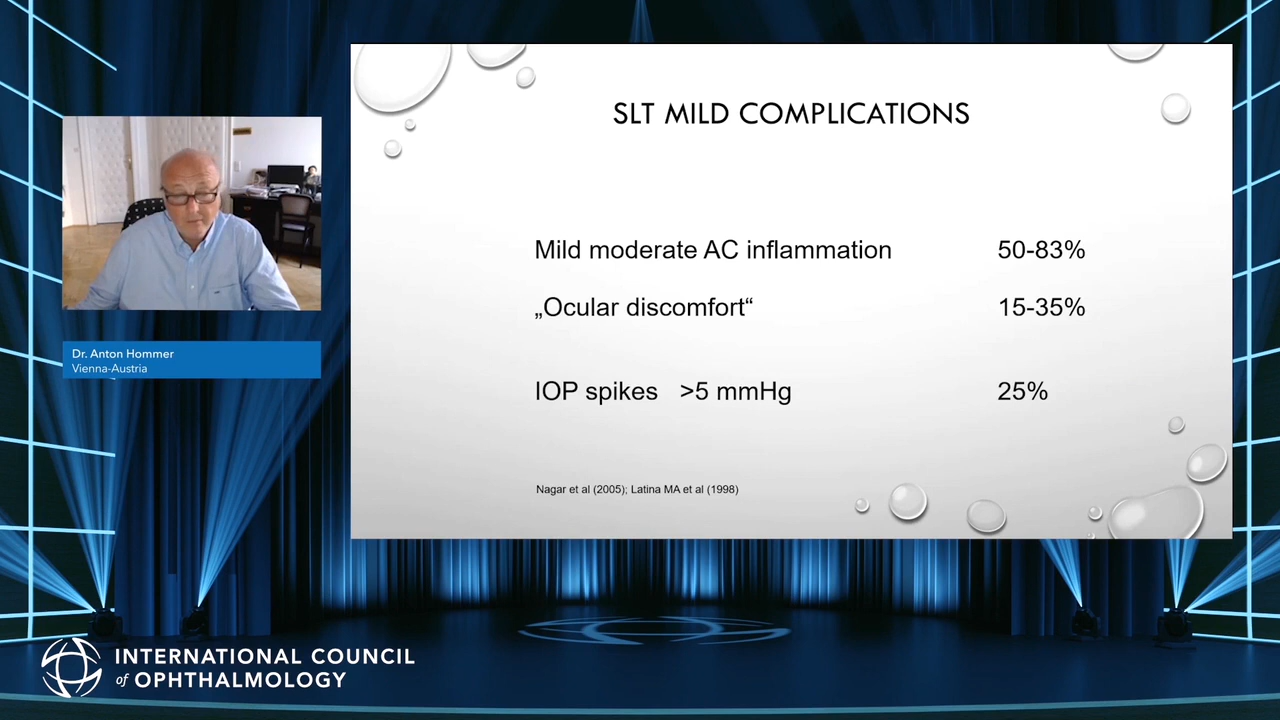 SLT MILD COMPLICATIONS
Mild moderate AC inflammation 50-83%
„Ocular discomfort“ 15-35%
IOP spikes >5 mmHg 25%
Nagar et al (2005); Latina MA et al (1998)
Dr. Anton Hommer
Vienna-Austria
INTERNATIONAL COUNCIL
of OPHTHALMOLOGY